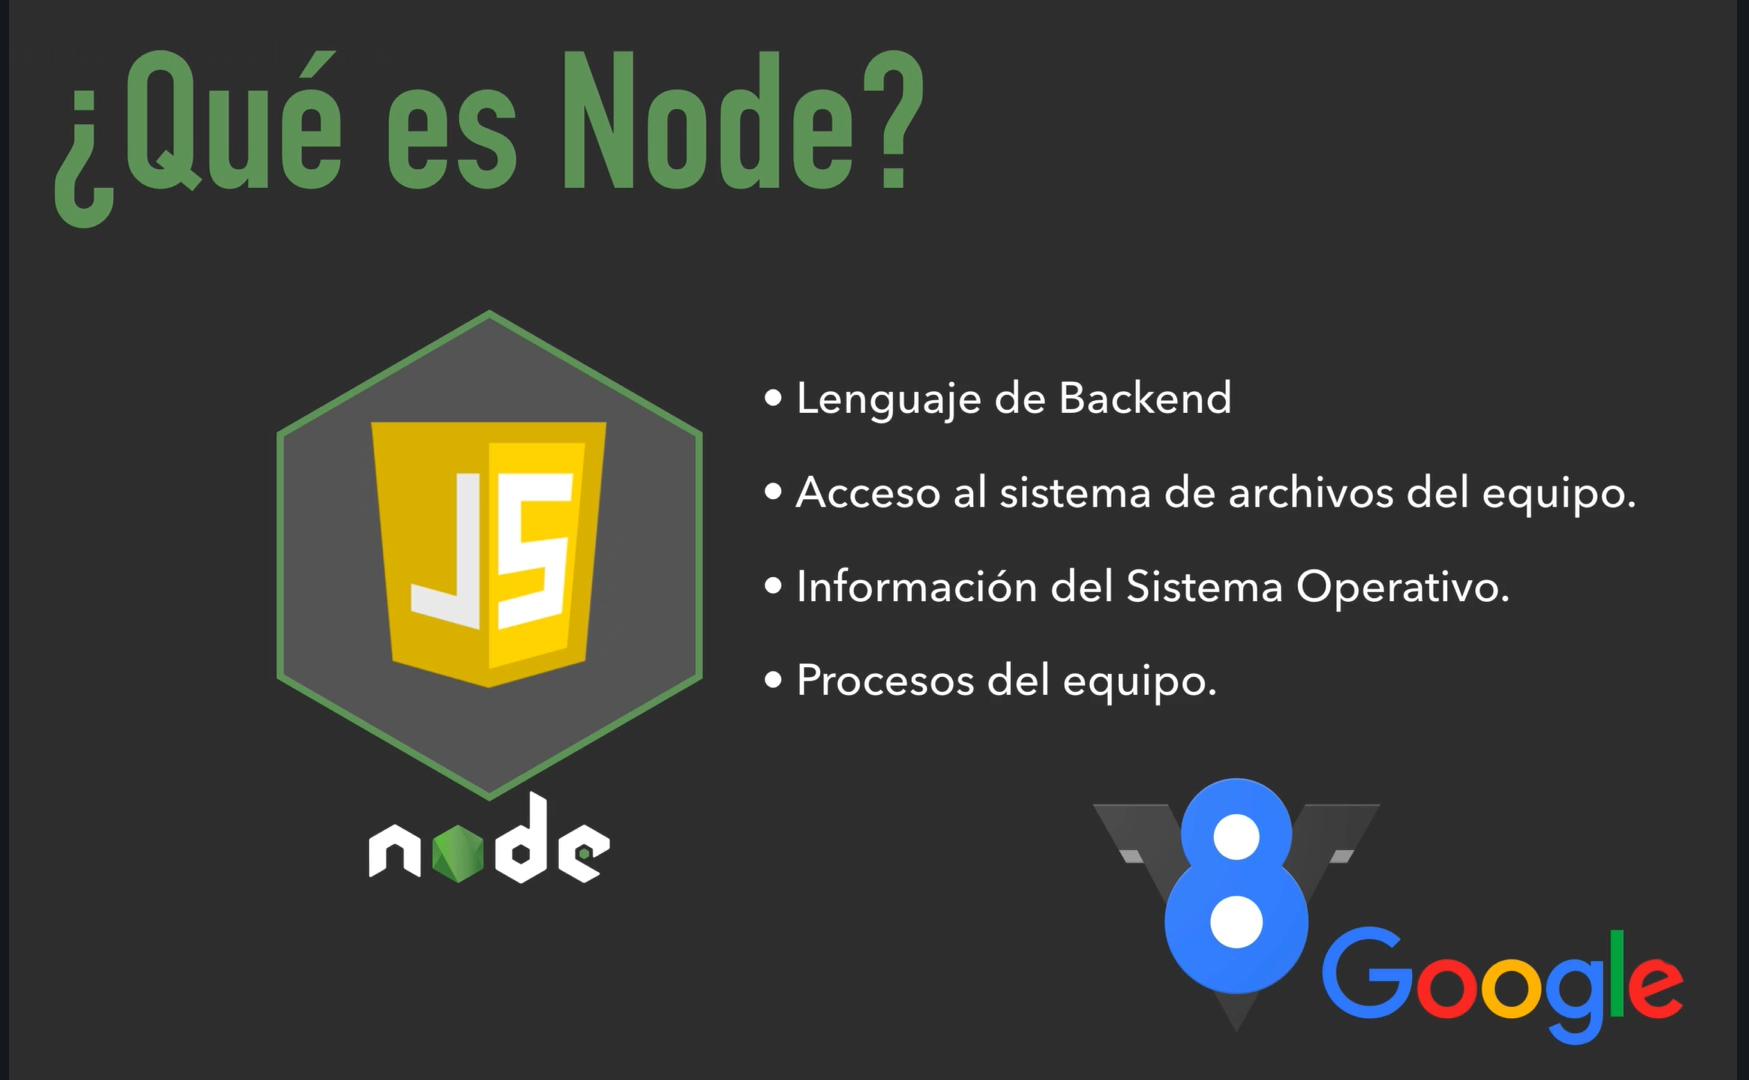 ¿Qué es Node?
JS
• Lenguaje de Backend
• Acceso al sistema de archivos del equipo.
• Información del Sistema Operativo.
• Procesos del equipo.
node
V8
Google